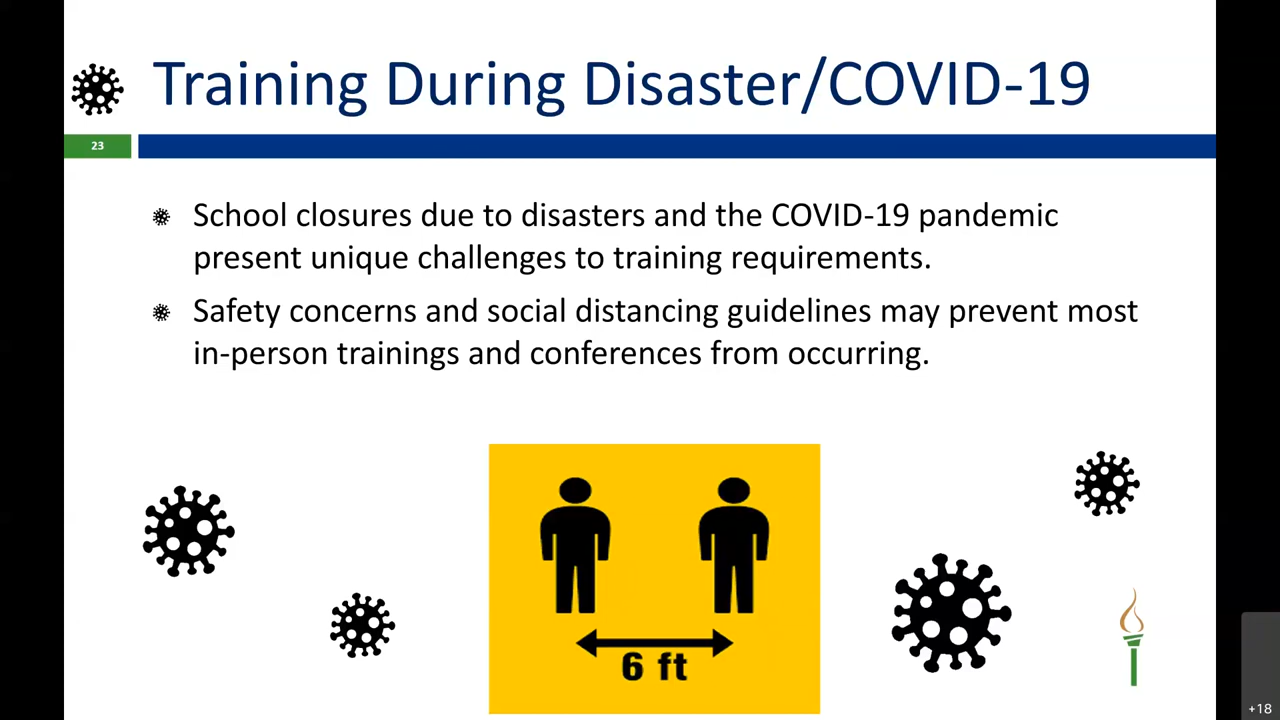 Training During Disaster/COVID-19
23
School closures due to disasters and the COVID-19 pandemic
present unique challenges to training requirements.
Safety concerns and social distancing guidelines may prevent most
in-person trainings and conferences from occurring.
6 ft
+18